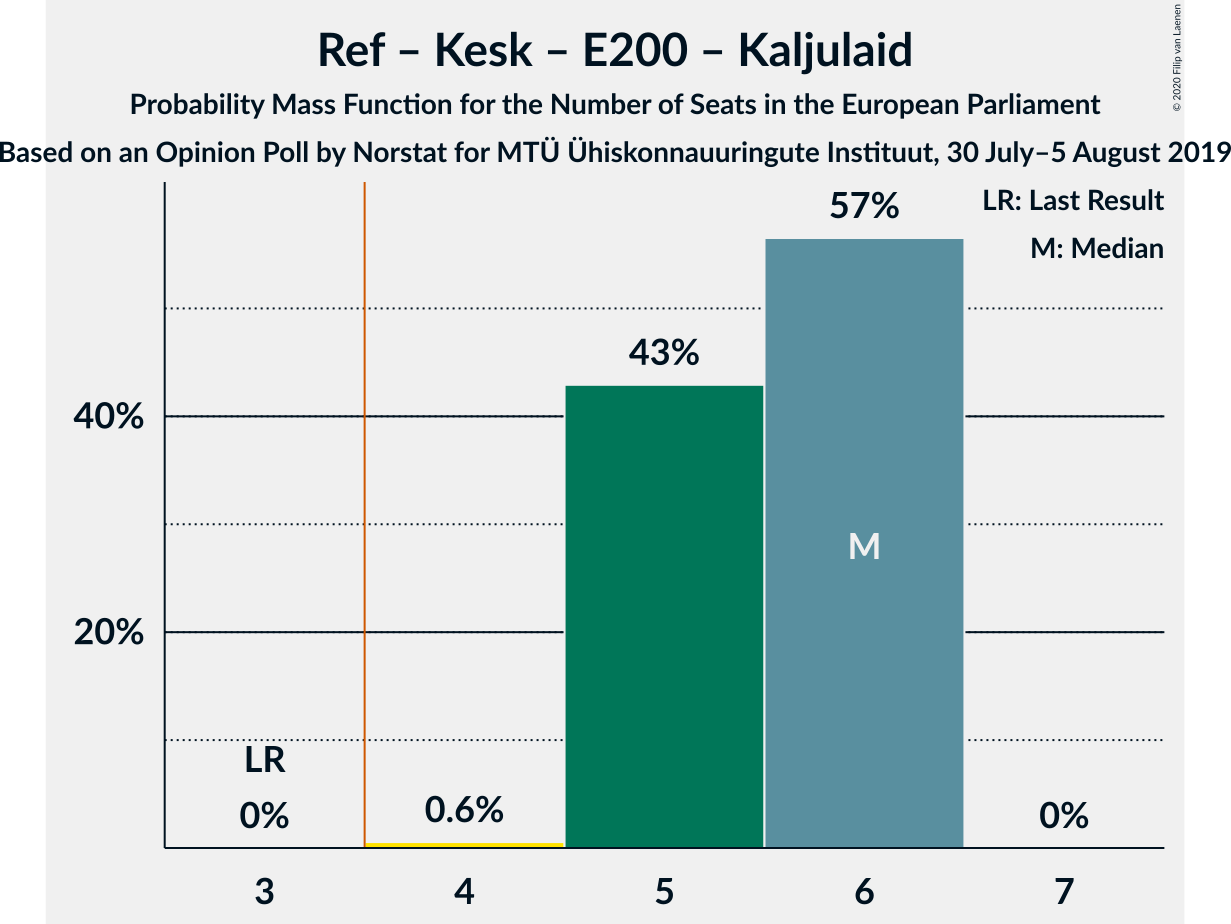 Ref – Kesk – E200 – Kaljulaid
Probability Mass Function for the Number of Seats in the European Parliament
Based on an Opinion Poll by Norstat for MTÜ Ühiskonnauuringute Instituut, 30 July–5 August 2019
© 2020 Filip van Laenen
LR: Last Result
M: Median
57%
43%
40%
M
20%
LR
0%
0.6%
0%
3 4 5 6 7